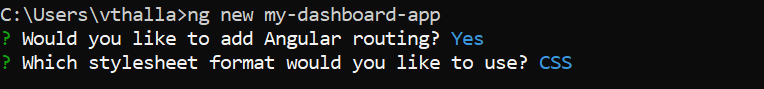 C:\Users\vthalla>ng new my-dashboard-app
? Would you like to add Angular routing? Yes
? Which stylesheet format would you like to use? CSS